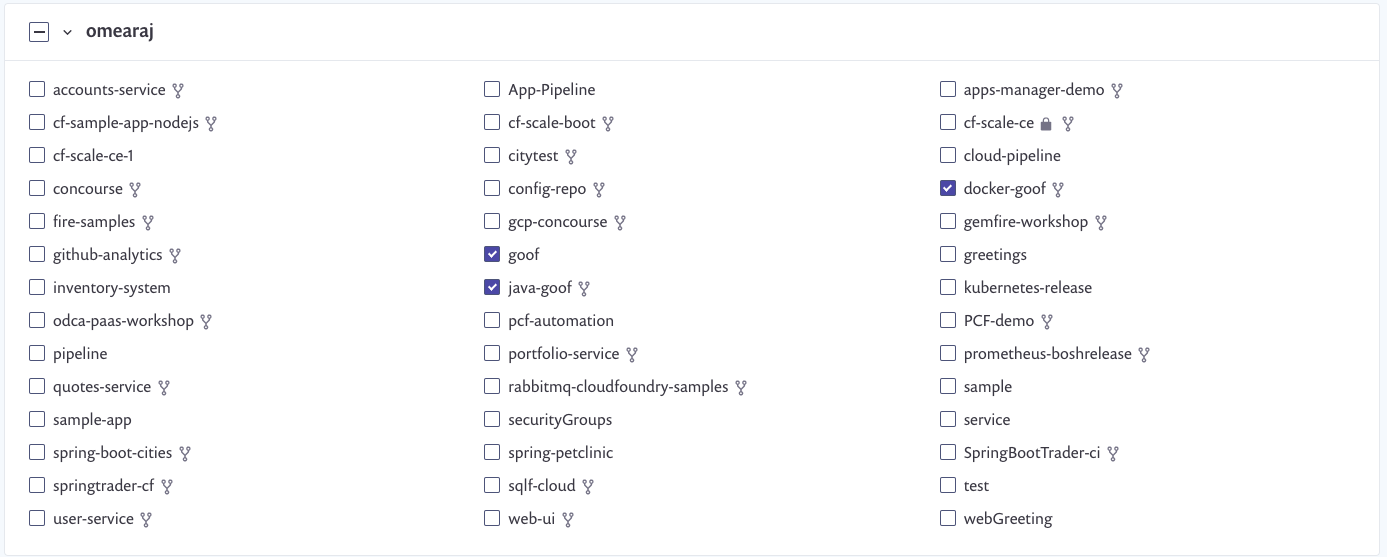 omearaj
accounts-service App-Pipeline apps-manager-demo
cf-sample-app-nodejs cf-scale-boot cf-scale-ce
cf-scale-ce-1 citytest cloud-pipeline
concourse config-repo docker-goof
fire-samples gcp-concourse gemfire-workshop
github-analytics goof greetings
inventory-system java-goof kubernetes-release
odca-paas-workshop pcf-automation PCF-demo
pipeline portfolio-service prometheus-boshrelease
quotes-service rabbitmq-cloudfoundry-samples sample
sample-app securityGroups service
spring-boot-cities spring-petclinic SpringBootTrader-ci
springtrader-cf sqlf-cloud test
user-service web-ui webGreeting